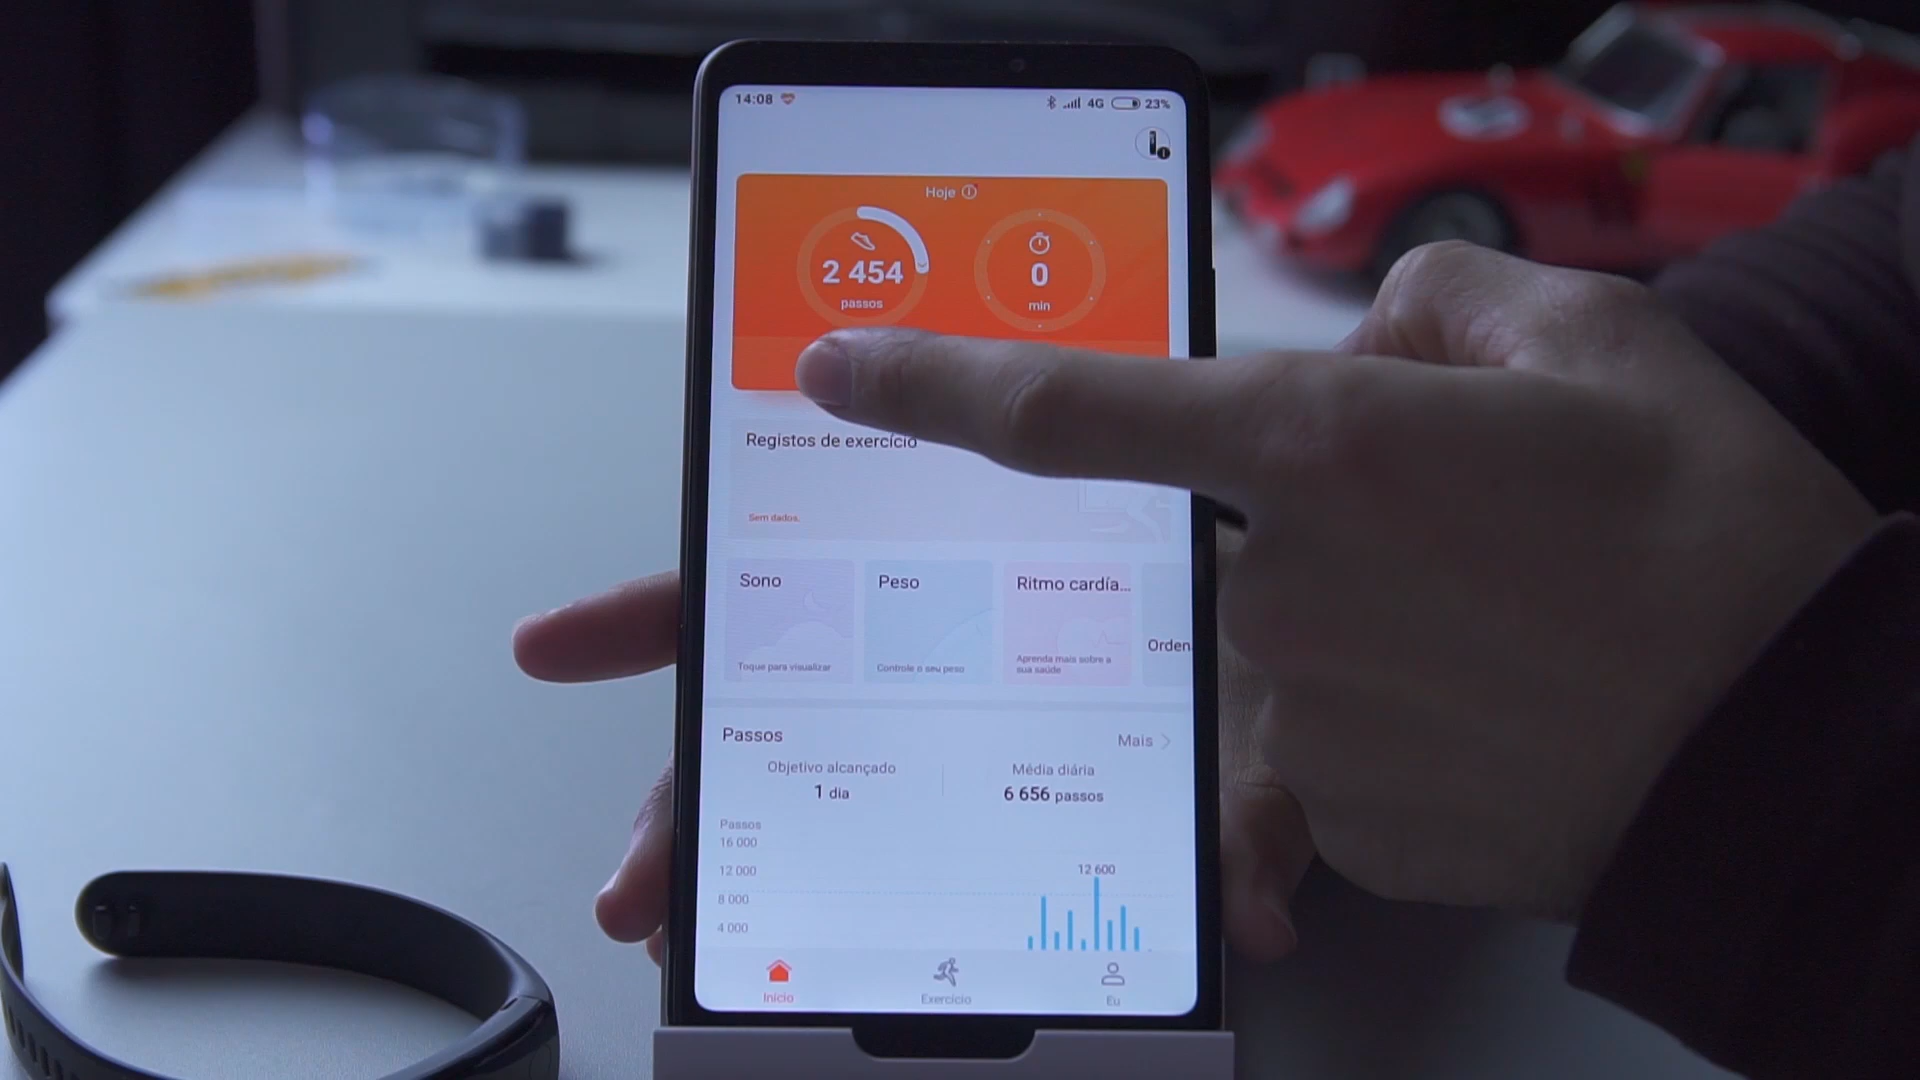 14:08 4G 23%
Hoje
2 454
passos
0
min
Registos de exercício
Sem dados.
Sono
Toque para visualizar
Peso
Controle o seu peso
Ritmo cardía...
Aprenda mais sobre a
sua saúde
Orden
Passos
Mais
Objetivo alcançado
1 dia
Média diária
6 656 passos
Passos
16 000
12 000
8 000
4 000
12 600
Início
Exercício
Eu